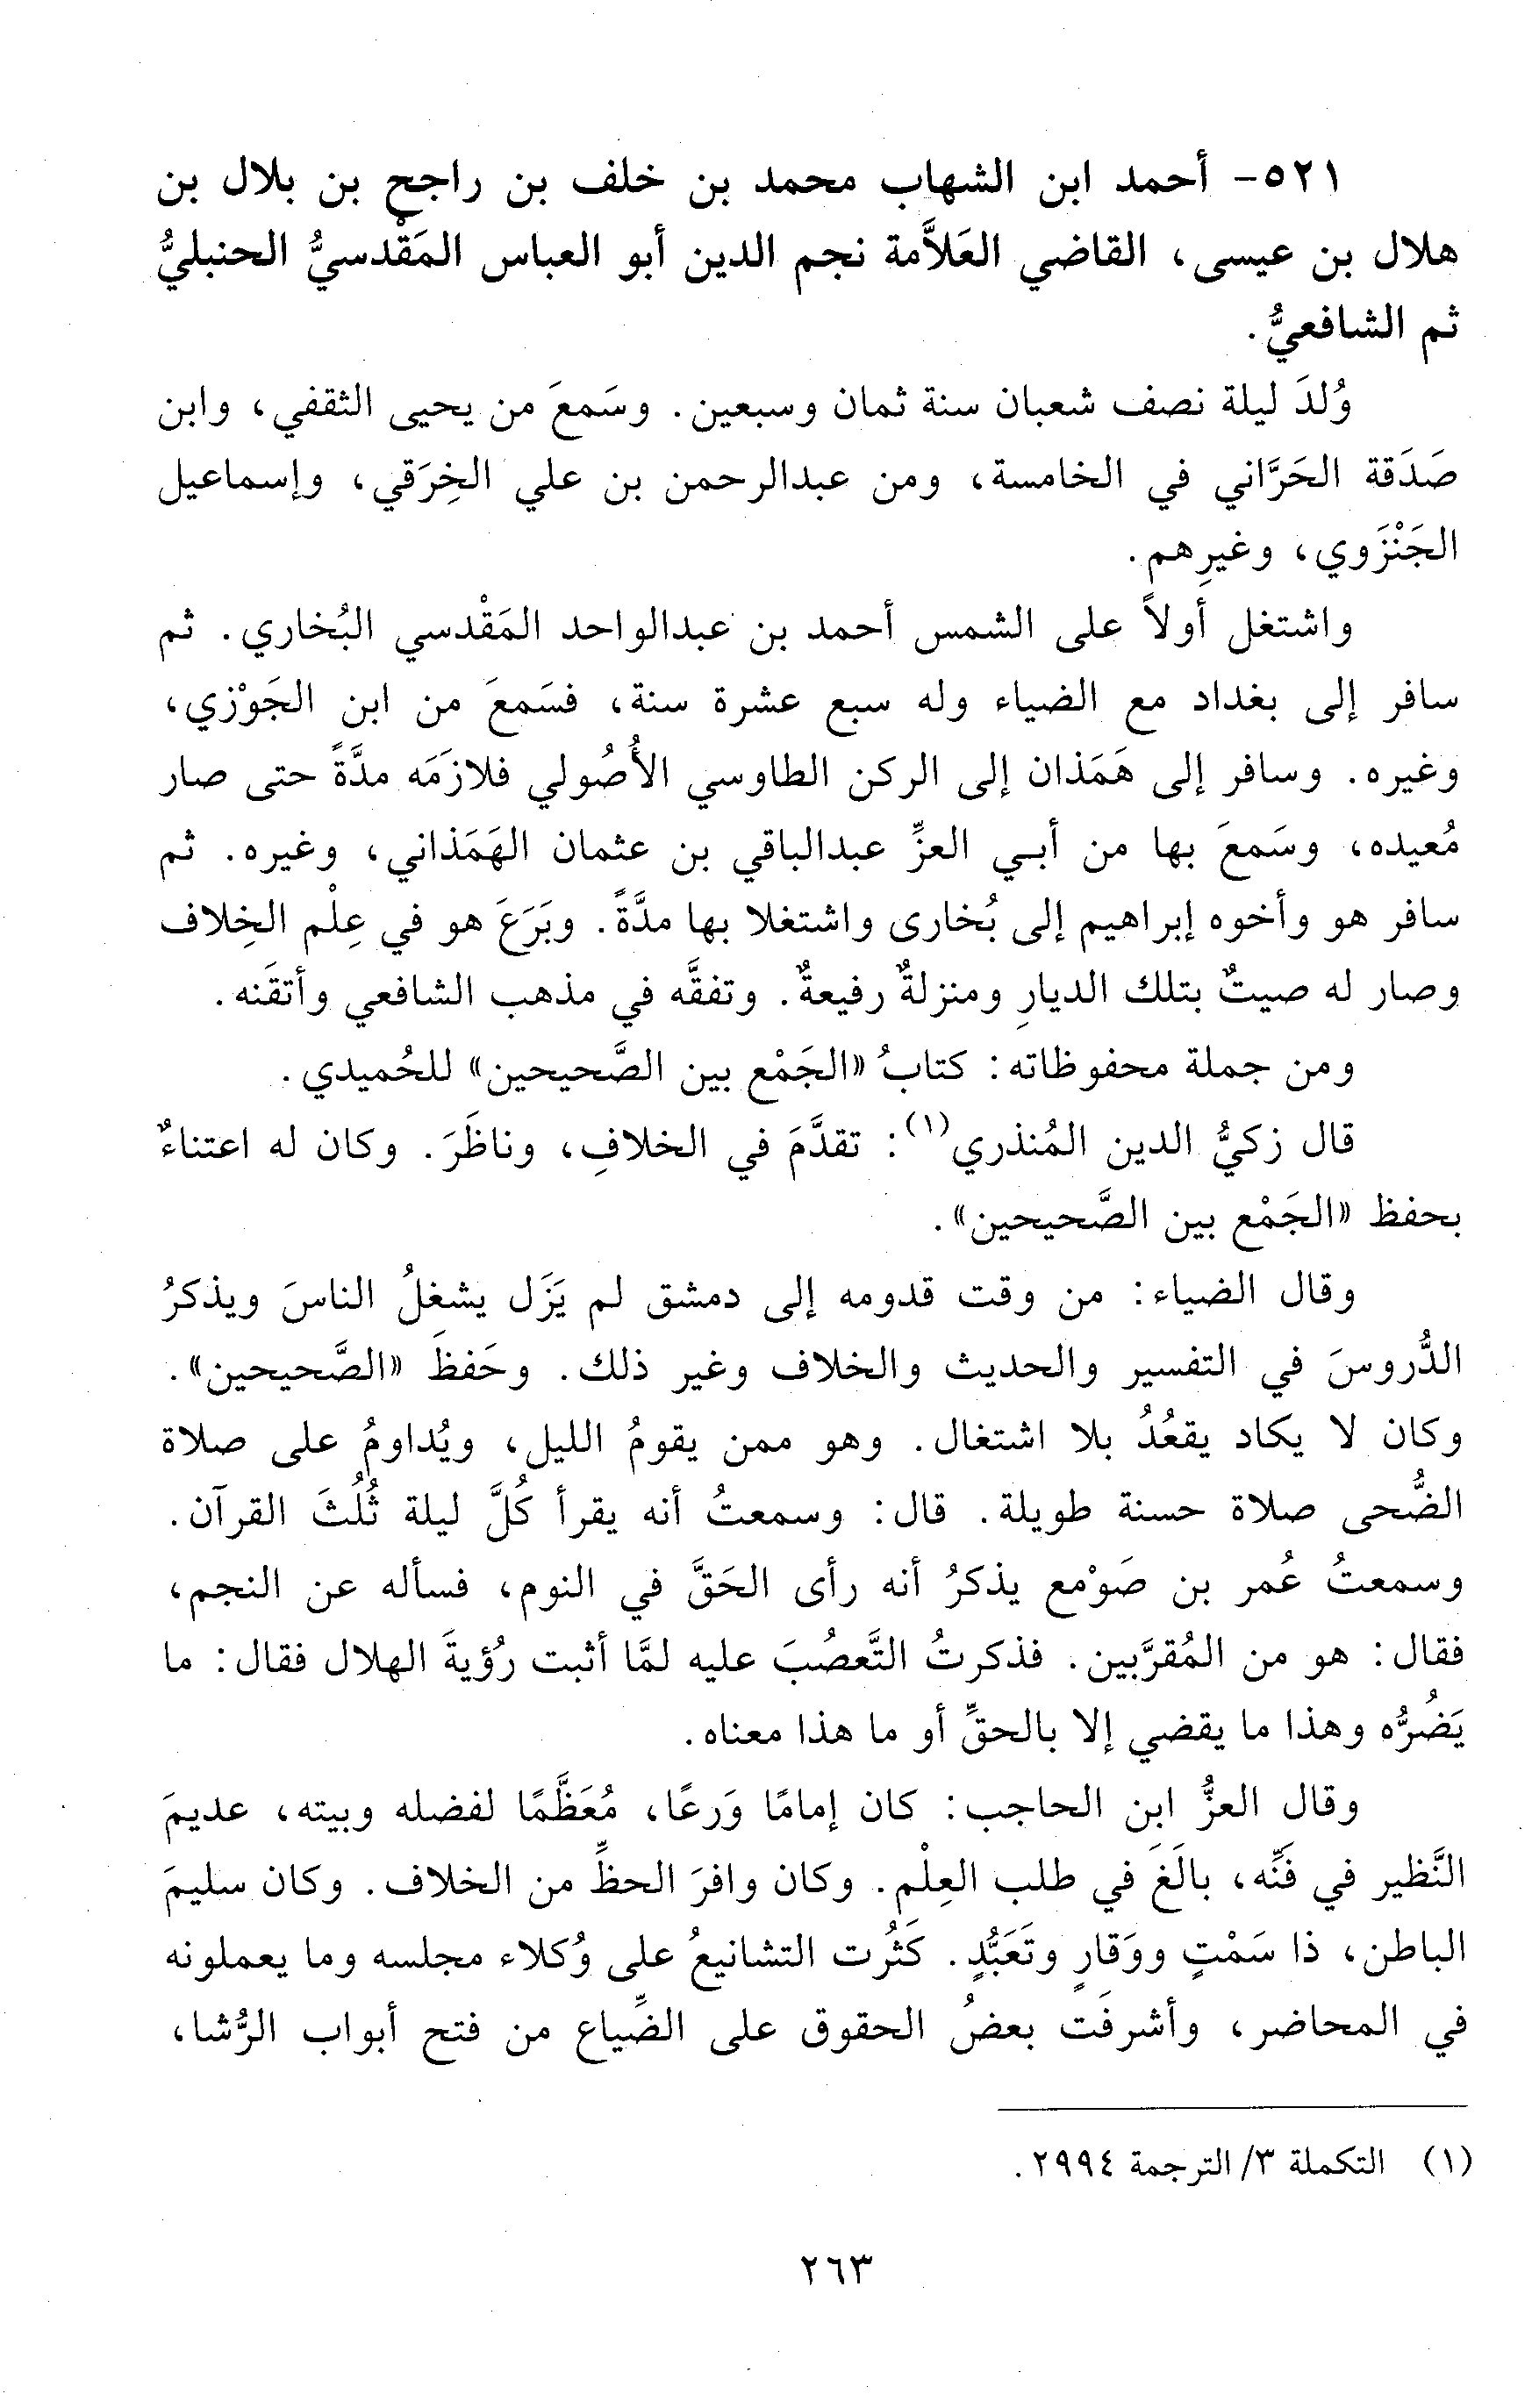 ٥٢١- أحمد ابن الشهاب محمد بن خلف بن راجح بن بلال بن
هلال بن عيسى، القاضي العَلاَّمة نجم الدين أبو العباس المَقْدسيُّ الحنبليُّ
ثم الشافعيُّ.
وُلدَ ليلة نصف شعبان سنة ثمان وسبعين. وسَمعَ من يحيى الثقفي، وابن
صَدَقة الحَرَّاني في الخامسة، ومن عبدالرحمن بن علي الخِرَقي، وإسماعيل
الجَنْزَوي، وغيرِهم.
واشتغل أولاً على الشمس أحمد بن عبدالواحد المَقْدسي البُخاري. ثم
سافر إلى بغداد مع الضياء وله سبع عشرة سنة، فسَمعَ من ابن الجَوْزي،
وغيره. وسافر إلى هَمَذان إلى الركن الطاوسي الأُصُولي فلازَمَه مدَّةً حتى صار
مُعيده، وسَمعَ بها من أبي العزِّ عبدالباقي بن عثمان الهَمَذاني، وغيره. ثم
سافر هو وأخوه إبراهيم إلى بُخارى واشتغلا بها مدَّةً. وبَرَعَ هو في عِلْم الخِلاف
وصار له صيتٌ بتلك الديارِ ومنزلةٌ رفيعةٌ. وتفقَّه في مذهب الشافعي وأتقَنه.
ومن جملة محفوظاته: كتابُ «الجَمْع بين الصَّحيحين» للحُميدي.
قال زكيُّ الدين المُنذري(١): تقدَّمَ في الخلافِ، وناظَرَ. وكان له اعتناءٌ
بحفظ «الجَمْع بين الصَّحيحين».
وقال الضياء: من وقت قدومه إلى دمشق لم يَزَل يشغلُ الناسَ ويذكرُ
الدُّروسَ في التفسير والحديث والخلاف وغير ذلك. وحَفظَ «الصَّحيحين».
وكان لا يكاد يقعُدُ بلا اشتغال. وهو ممن يقومُ الليل، ويُداومُ على صلاة
الضُّحى صلاة حسنة طويلة. قال: وسمعتُ أنه يقرأ كُلَّ ليلة ثُلُثَ القرآن.
وسمعتُ عُمر بن صَوْمع يذكرُ أنه رأى الحَقَّ في النوم، فسأله عن النجم،
فقال: هو من المُقرَّبين. فذكرتُ التَّعصُبَ عليه لمَّا أثبت رُؤيةَ الهلال فقال: ما
يَضُرُّه وهذا ما يقضي إلا بالحقِّ أو ما هذا معناه.
وقال العزُّ ابن الحاجب: كان إمامًا وَرعًا، مُعَظَّمًا لفضله وبيته، عديمَ
النَّظير في فَنِّه، بالَغَ في طلب العِلْم. وكان وافرَ الحظِّ من الخلاف. وكان سليمَ
الباطن، ذا سَمْتٍ ووَقارٍ وتَعَبُّدٍ. كَثُرت التشانيعُ على وُكلاء مجلسه وما يعملونه
في المحاضر، وأشرفَت بعضُ الحقوق على الضِّياع من فتح أبواب الرُّشا،
(١) التكملة ٣/ الترجمة ٢٩٩٤.
٢٦٣